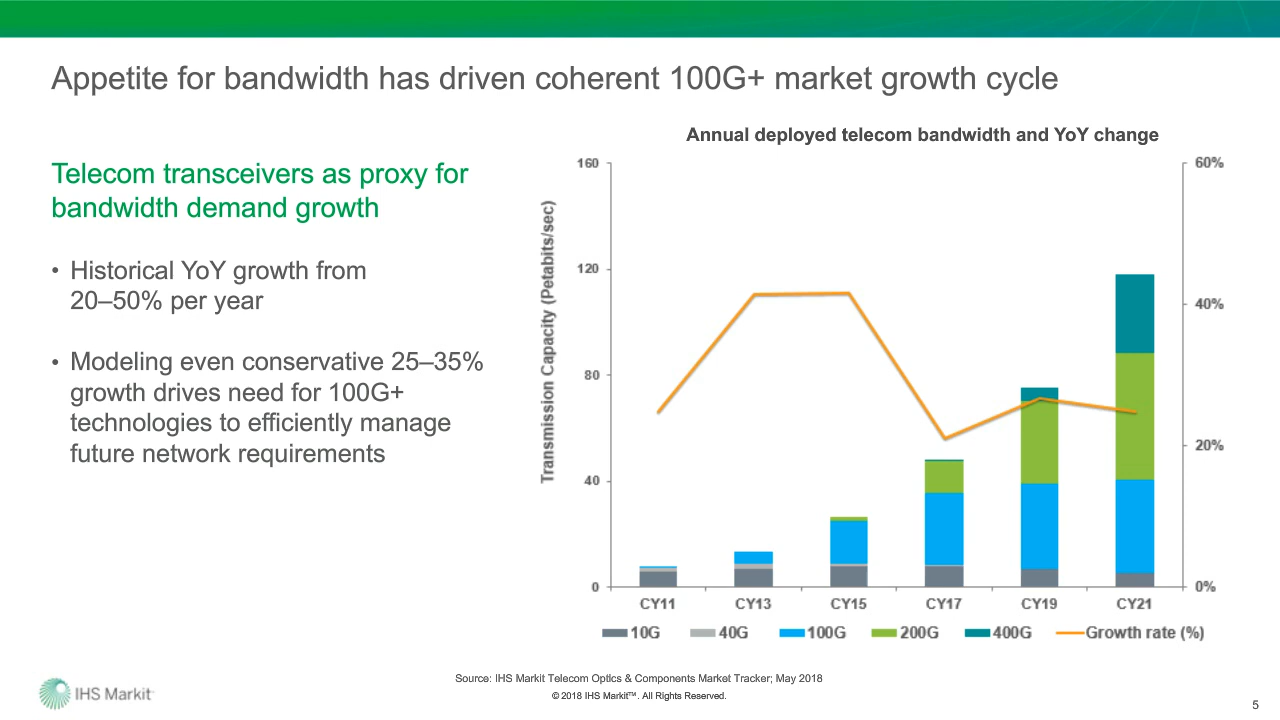 Appetite for bandwidth has driven coherent 100G+ market growth cycle
Telecom transceivers as proxy for
bandwidth demand growth
• Historical YoY growth from
20–50% per year
• Modeling even conservative 25–35%
growth drives need for 100G+
technologies to efficiently manage
future network requirements
Annual deployed telecom bandwidth and YoY change
Transmission Capacity (Petabits/sec)
160
120
80
40
0
60%
40%
20%
0%
CY11 CY13 CY15 CY17 CY19 CY21
10G 40G 100G 200G 400G Growth rate (%)
Source: IHS Markit Telecom Optics & Components Market Tracker; May 2018
© 2018 IHS Markit™. All Rights Reserved.
IHS Markit™
5